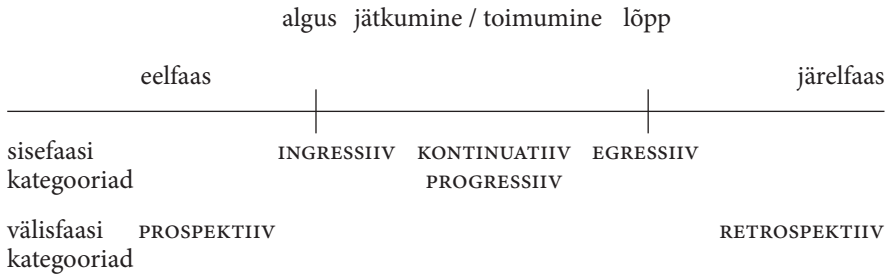 algus jätkumine / toimumine lõpp
eelfaas järelfaas
sisefaasi INGRESSIIV KONTINUATIIV EGRESSIIV
kategooriad PROGRESSIIV
välisfaasi PROSPEKTIIV RETROSPEKTIIV
kategooriad